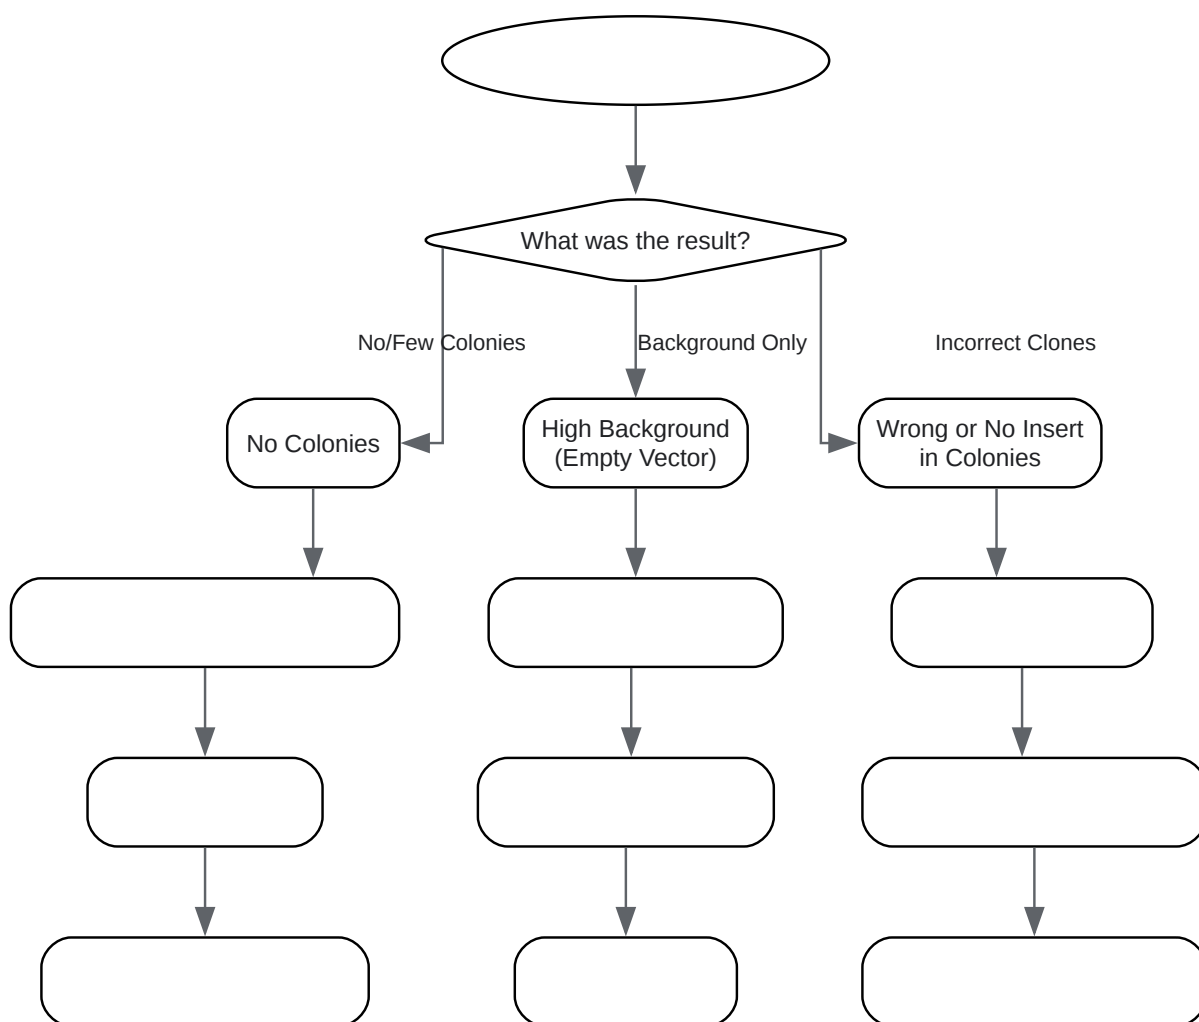 What was the result?
No/Few Colonies
Background Only
Incorrect Clones
No Colonies
High Background
(Empty Vector)
Wrong or No Insert
in Colonies